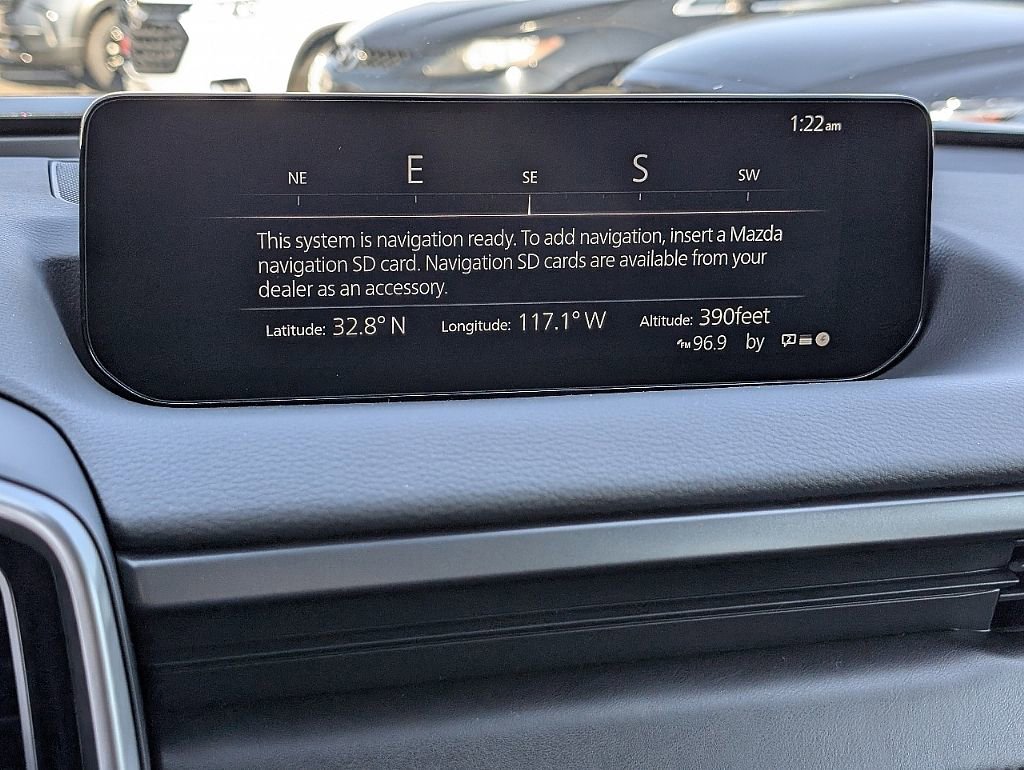 1:22am
NE E SE S SW
This system is navigation ready. To add navigation, insert a Mazda
navigation SD card. Navigation SD cards are available from your
dealer as an accessory.
Latitude: 32.8° N Longitude: 117.1° W Altitude: 390feet
FM 96.9 by